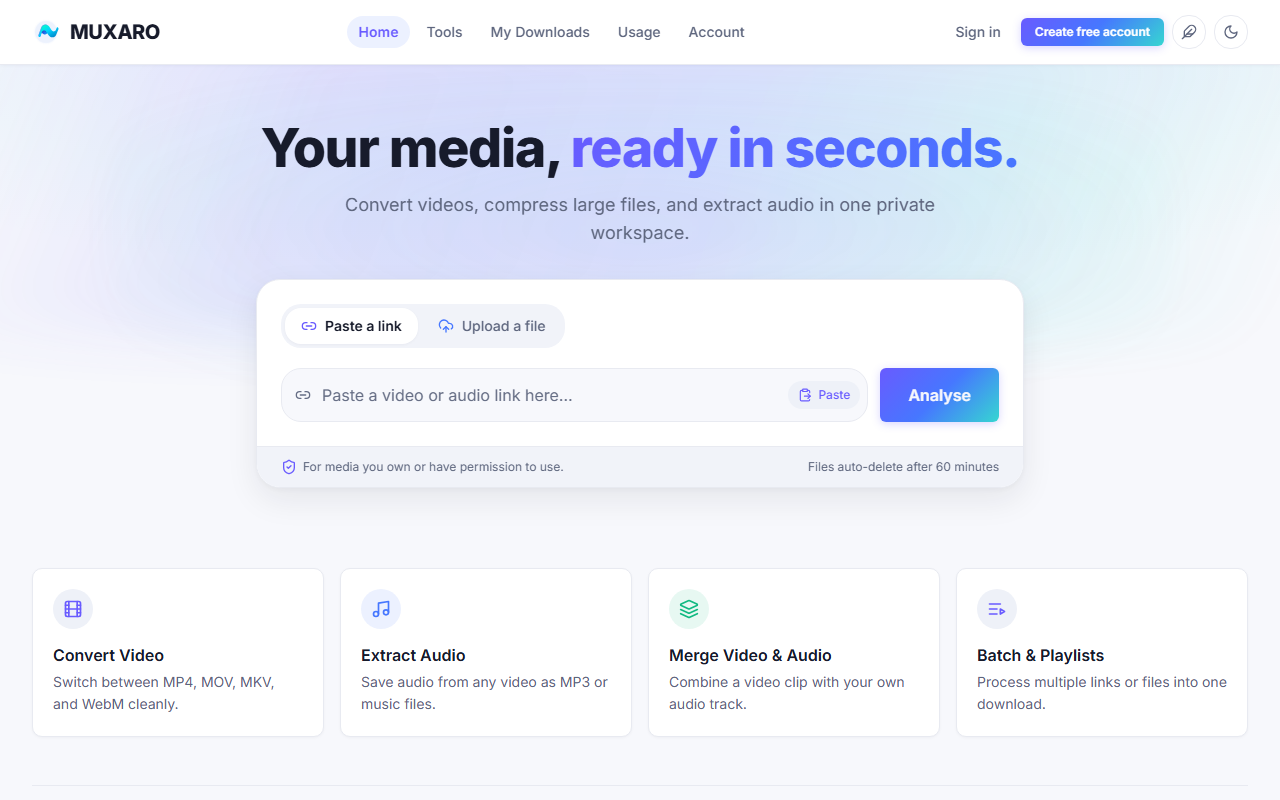 MUXARO
Home
Tools
My Downloads
Usage
Account
Sign in
Create free account
Your media, ready in seconds.
Convert videos, compress large files, and extract audio in one private
workspace.
Paste a link
Upload a file
Paste a video or audio link here...
Paste
Analyse
For media you own or have permission to use.
Files auto-delete after 60 minutes
Convert Video
Switch between MP4, MOV, MKV,
and WebM cleanly.
Extract Audio
Save audio from any video as MP3 or
music files.
Merge Video & Audio
Combine a video clip with your own
audio track.
Batch & Playlists
Process multiple links or files into one
download.